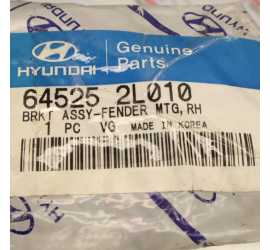 Genuine
Parts
HYUNDAI
64525 2L010
BRKT ASSY-FENDER MTG,RH
1 PC VG MADE IN KOREA